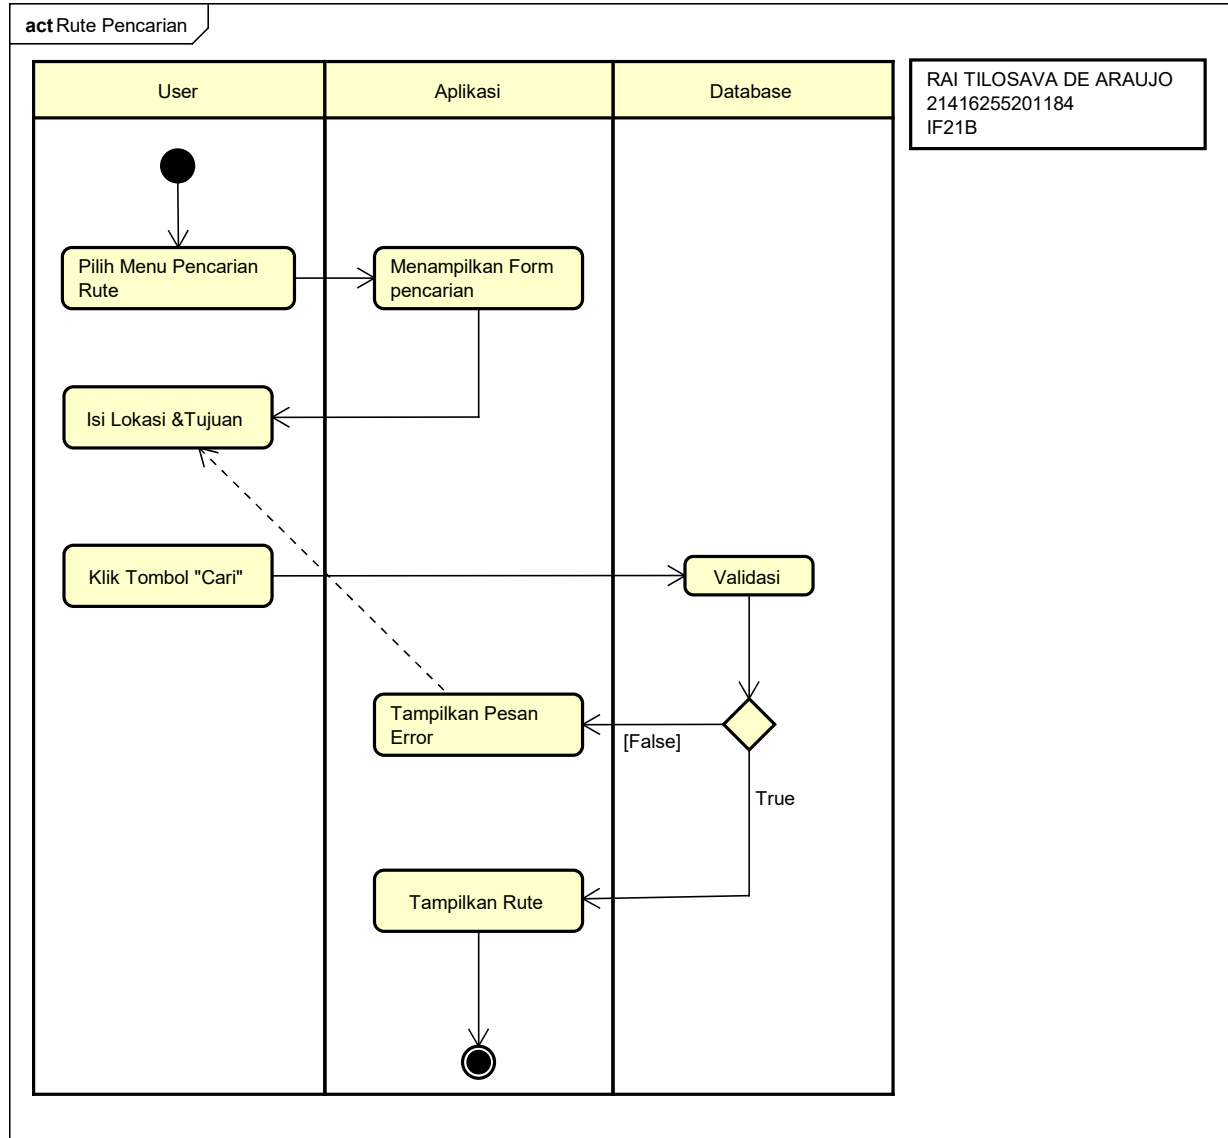 act Rute Pencarian
User
Aplikasi
Database
RAI TILOSAVA DE ARAUJO
21416255201184
IF21B
Pilih Menu Pencarian
Rute
Menampilkan Form
pencarian
Isi Lokasi &Tujuan
Klik Tombol "Cari"
Validasi
Tampilkan Pesan
Error
[False]
True
Tampilkan Rute